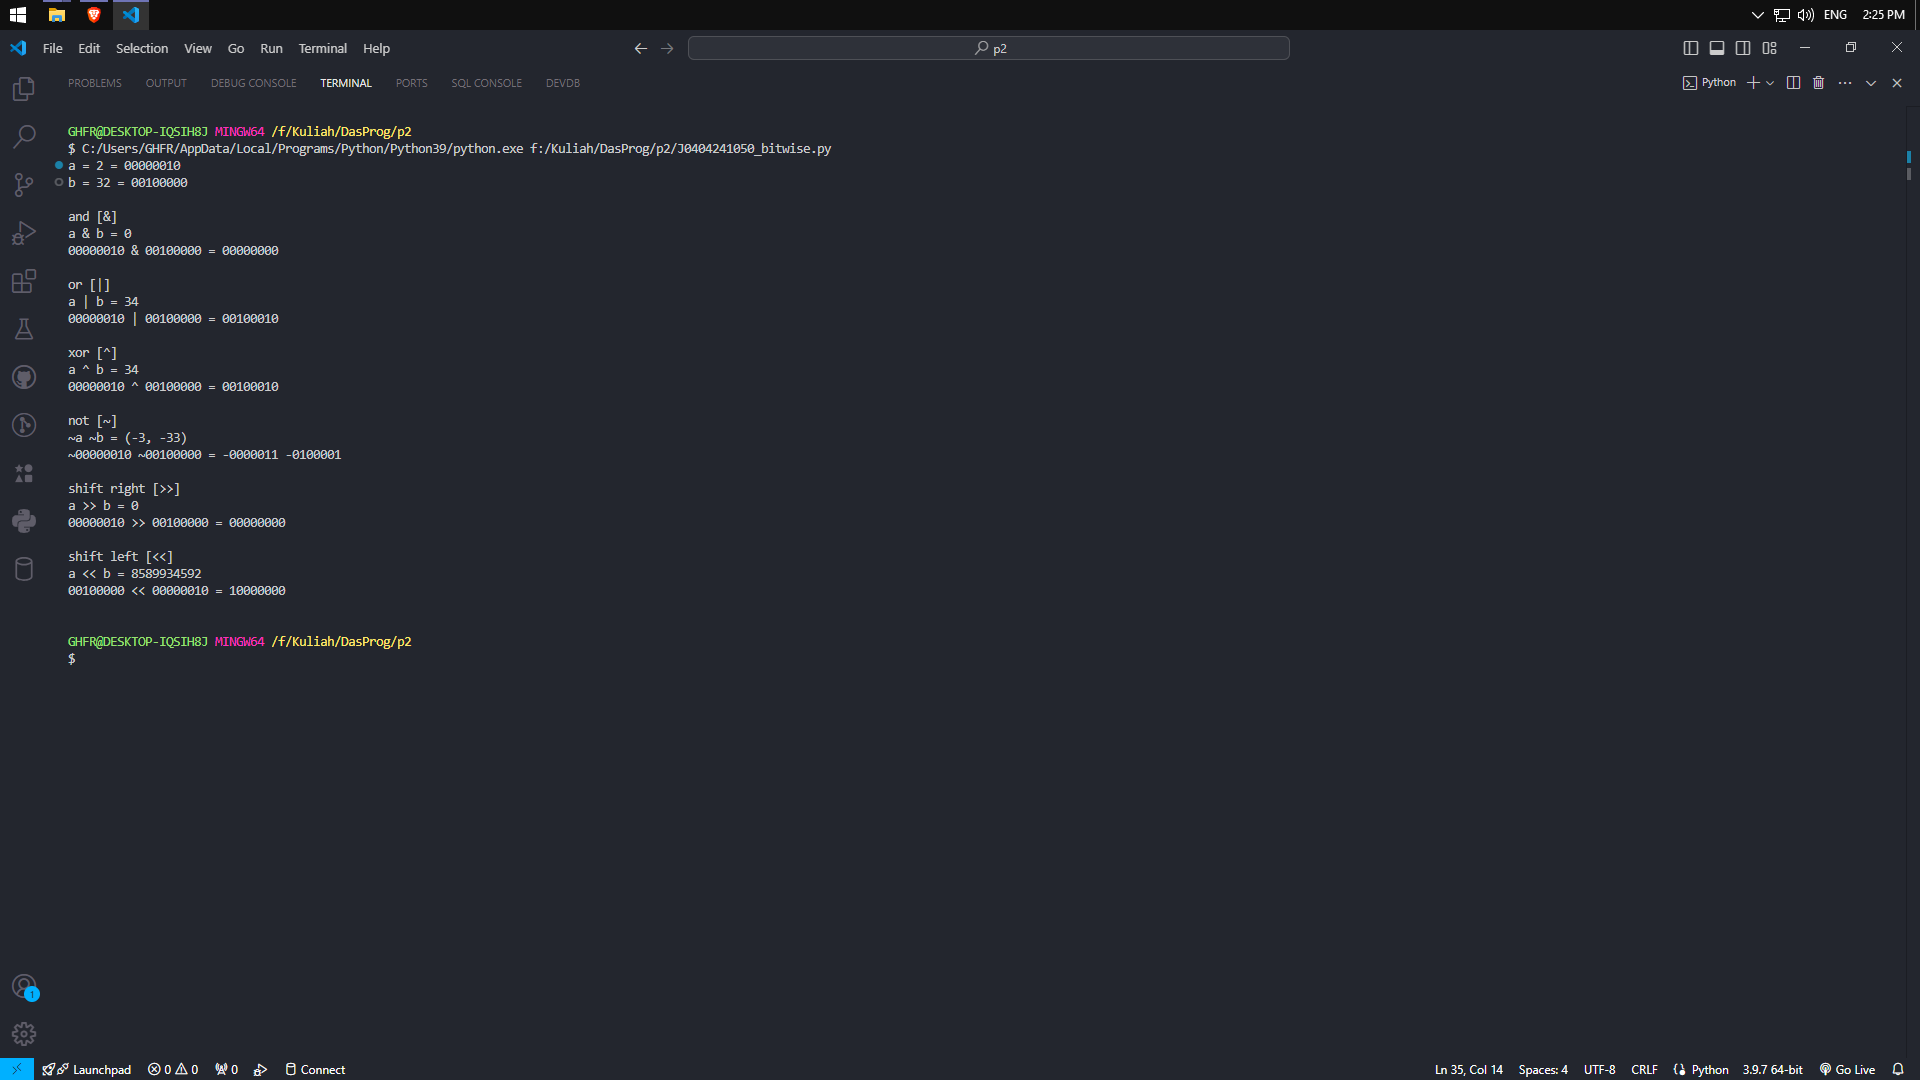 ENG 2:25 PM
File Edit Selection View Go Run Terminal Help p2
PROBLEMS OUTPUT DEBUG CONSOLE TERMINAL PORTS SQL CONSOLE DEVDB Python
GHFR@DESKTOP-IQSIH8J MINGW64 /f/Kuliah/DasProg/p2
$ C:/Users/GHFR/AppData/Local/Programs/Python/Python39/python.exe f:/Kuliah/DasProg/p2/J0404241050_bitwise.py
a = 2 = 00000010
b = 32 = 00100000
and [&]
a & b = 0
00000010 & 00100000 = 00000000
or [|]
a | b = 34
00000010 | 00100000 = 00100010
xor [^]
a ^ b = 34
00000010 ^ 00100000 = 00100010
not [~]
~a ~b = (-3, -33)
~00000010 ~00100000 = -0000011 -0100001
shift right [>>]
a >> b = 0
00000010 >> 00100000 = 00000000
shift left [<<]
a << b = 8589934592
00100000 << 00000010 = 10000000
GHFR@DESKTOP-IQSIH8J MINGW64 /f/Kuliah/DasProg/p2
$
1
Launchpad 0 0 0 Connect Ln 35, Col 14 Spaces: 4 UTF-8 CRLF Python 3.9.7 64-bit Go Live